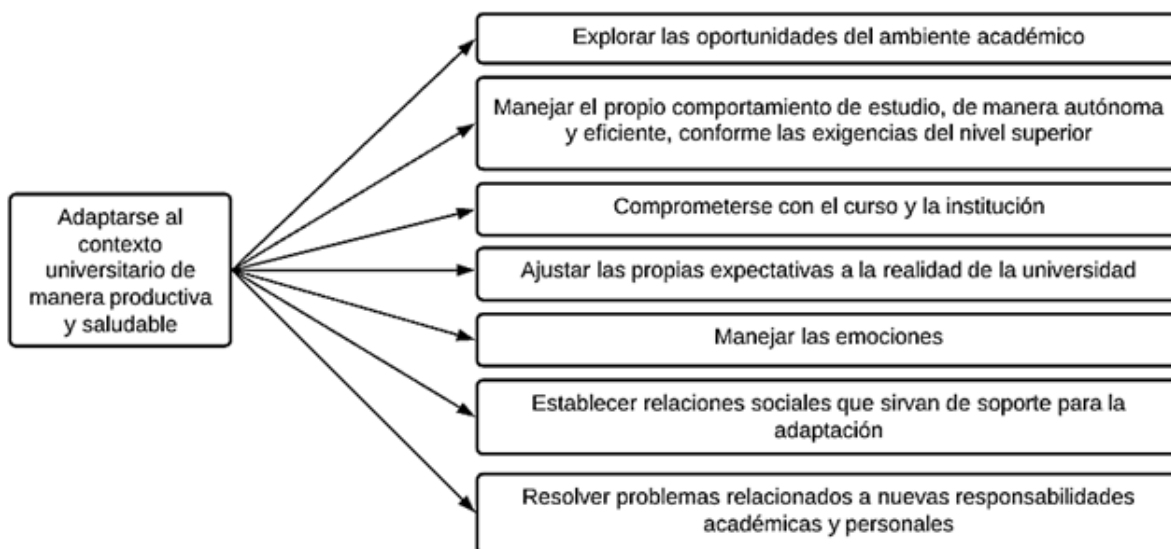 Adaptarse al
contexto
universitario de
manera productiva
y saludable
Explorar las oportunidades del ambiente académico
Manejar el propio comportamiento de estudio, de manera autónoma
y eficiente, conforme las exigencias del nivel superior
Comprometerse con el curso y la institución
Ajustar las propias expectativas a la realidad de la universidad
Manejar las emociones
Establecer relaciones sociales que sirvan de soporte para la
adaptación
Resolver problemas relacionados a nuevas responsabilidades
académicas y personales